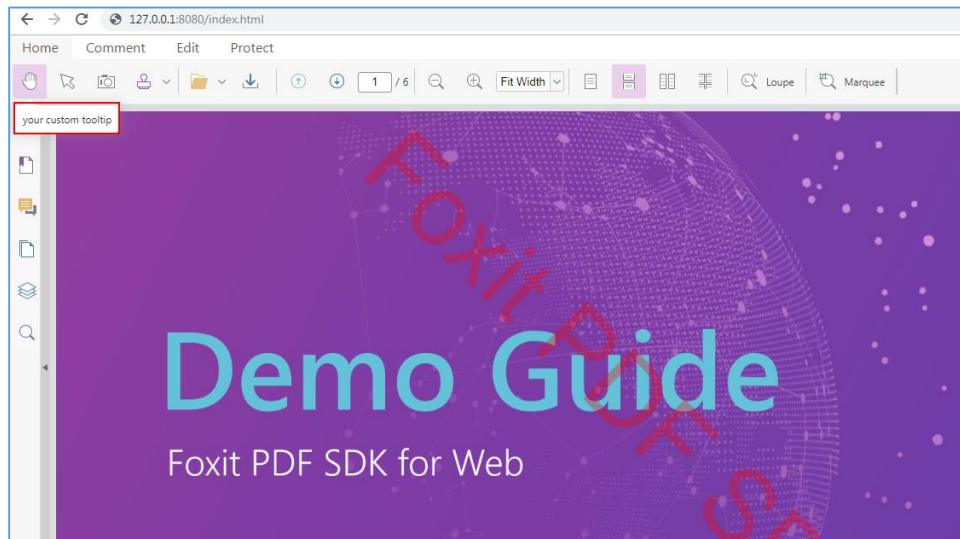 127.0.0.1:8080/index.html
Home Comment Edit Protect
1 / 6 Fit Width Loupe Marquee
your custom tooltip
Demo Guide
Foxit PDF SDK for Web
Foxit PDF SD